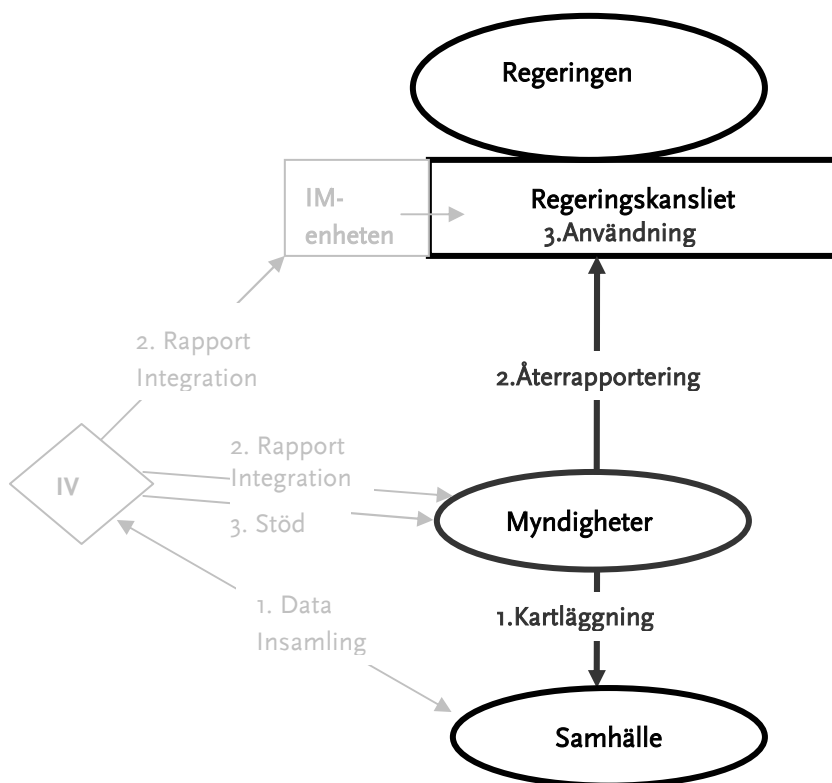 Regeringen
IM-
enheten
Regeringskansliet
3.Användning
2. Rapport
Integration
2.Återrapportering
2. Rapport
Integration
IV
3. Stöd
Myndigheter
1. Data
Insamling
1.Kartläggning
Samhälle